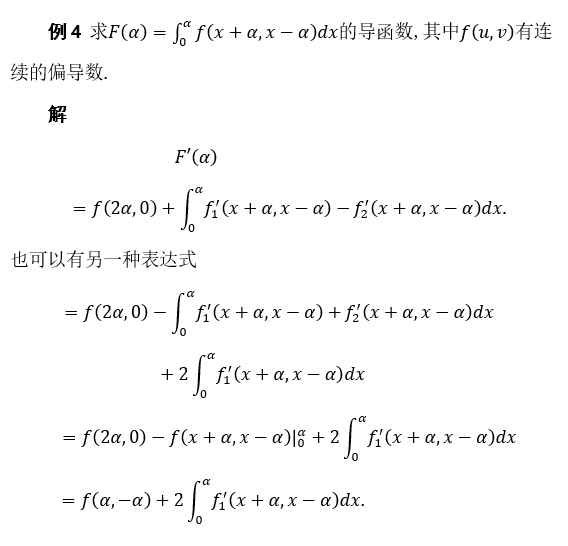 例 4 求F(α) = ∫₀^α f(x + α, x − α)dx的导函数, 其中f(u, v)有连
续的偏导数.
解
F′(α)
= f(2α, 0) + ∫₀^α f₁′(x + α, x − α) − f₂′(x + α, x − α)dx.
也可以有另一种表达式
= f(2α, 0) − ∫₀^α f₁′(x + α, x − α) + f₂′(x + α, x − α)dx
+ 2 ∫₀^α f₁′(x + α, x − α)dx
= f(2α, 0) − f(x + α, x − α)|₀^α + 2 ∫₀^α f₁′(x + α, x − α)dx
= f(α, −α) + 2 ∫₀^α f₁′(x + α, x − α)dx.